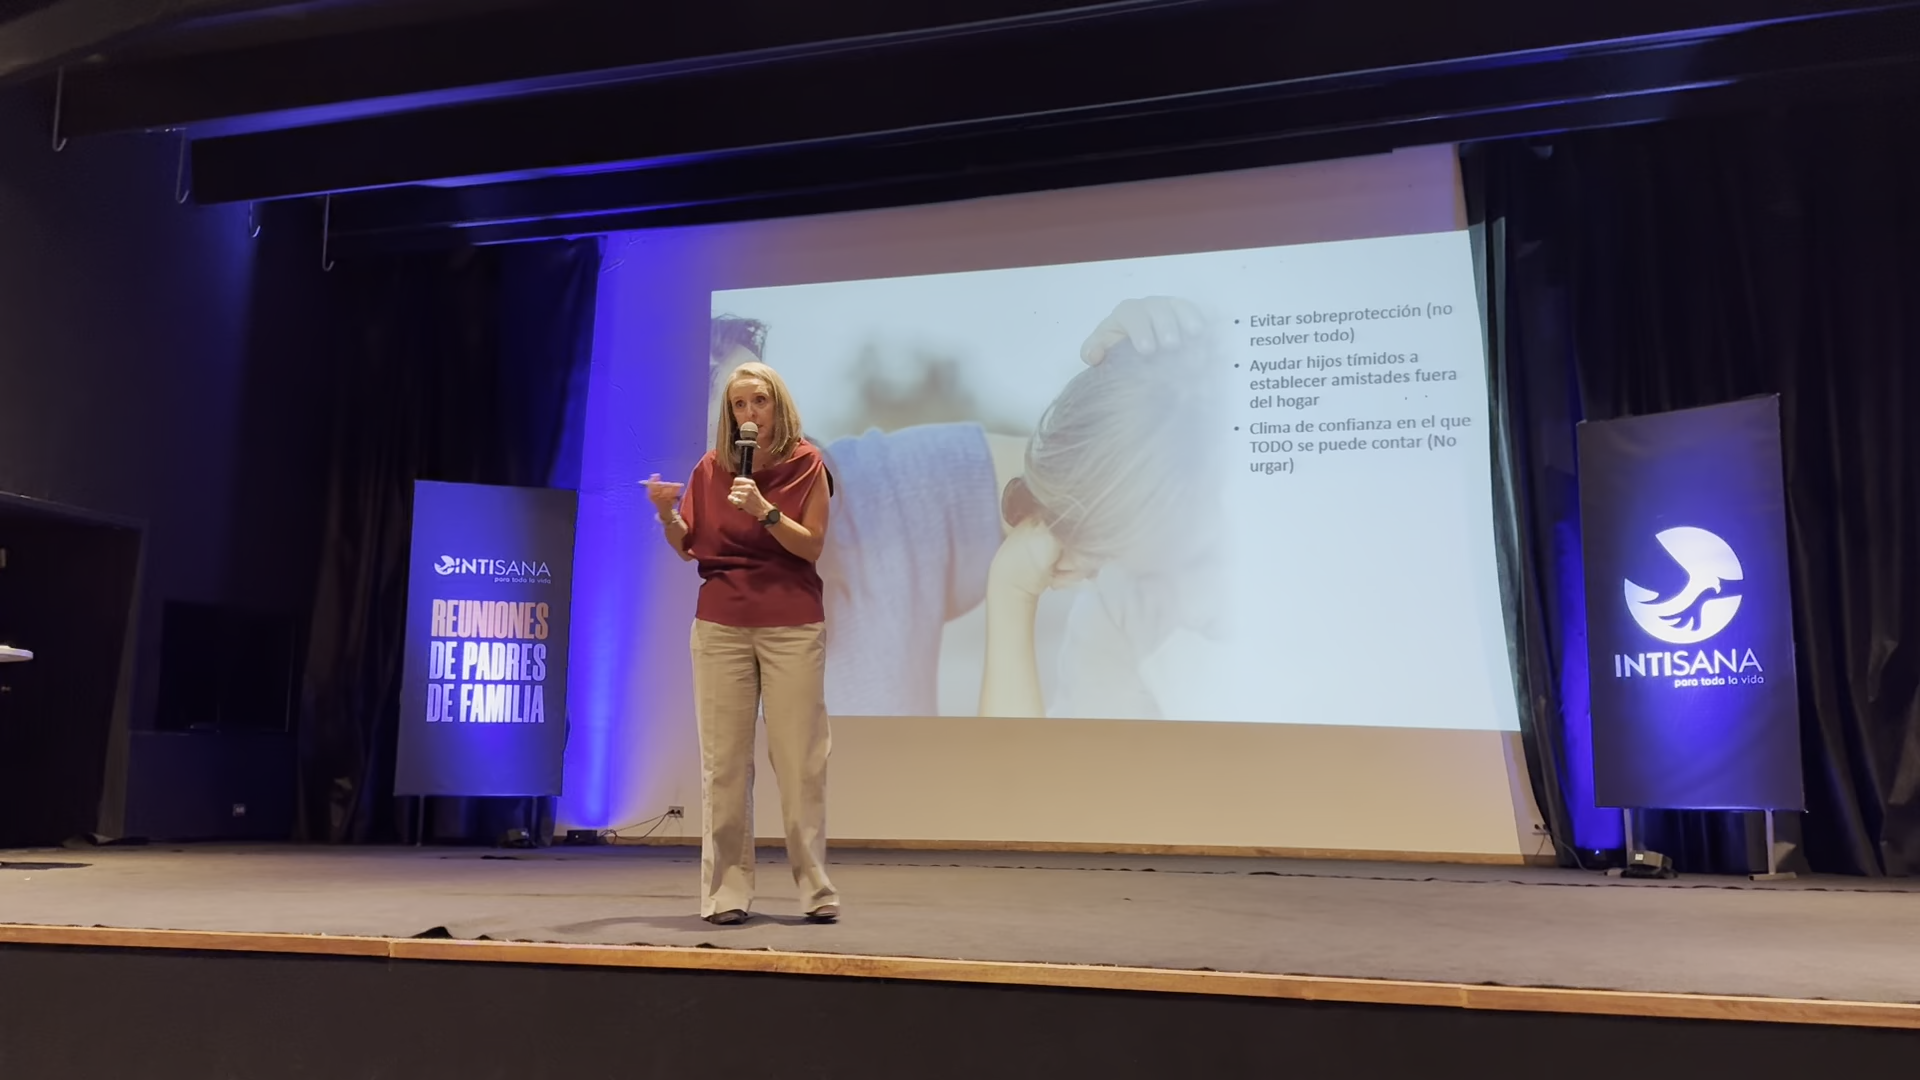 • Evitar sobreprotección (no
resolver todo)
• Ayudar hijos tímidos a
establecer amistades fuera
del hogar
• Clima de confianza en el que
TODO se puede contar (No
urgar)
INTISANA
para toda la vida
REUNIONES
DE PADRES
DE FAMILIA
INTISANA
para toda la vida